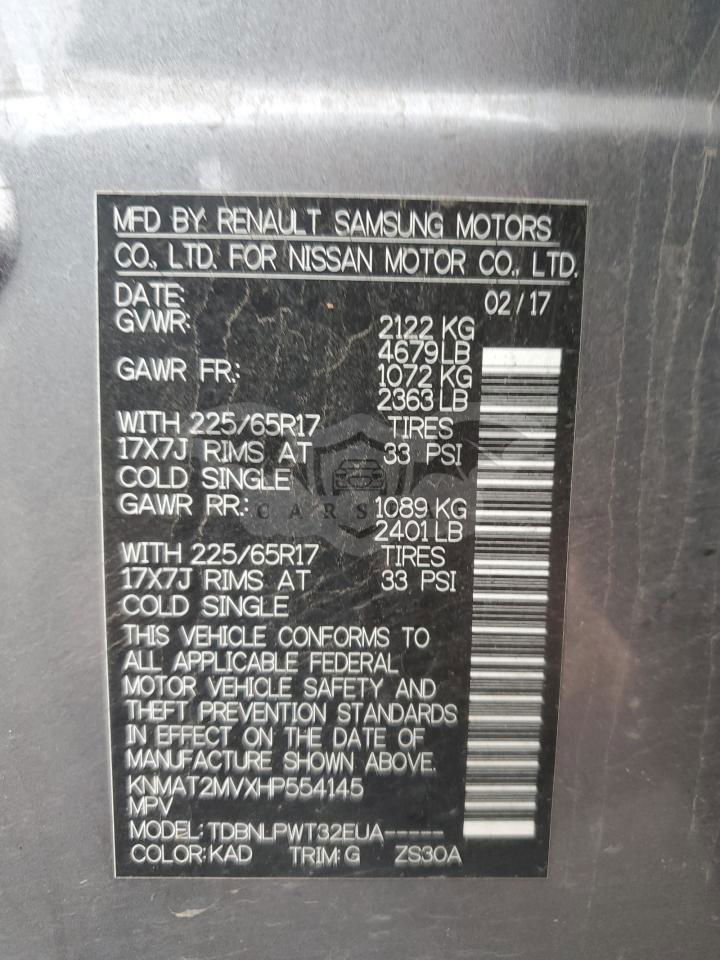 MFD BY RENAULT SAMSUNG MOTORS
CO., LTD. FOR NISSAN MOTOR CO., LTD.
DATE: 02/17
GVWR: 2122 KG
4679LB
GAWR FR.: 1072 KG
2363LB
WITH 225/65R17 TIRES
17X7J RIMS AT 33 PSI
COLD SINGLE
GAWR RR.: 1089 KG
2401LB
WITH 225/65R17 TIRES
17X7J RIMS AT 33 PSI
COLD SINGLE
THIS VEHICLE CONFORMS TO
ALL APPLICABLE FEDERAL
MOTOR VEHICLE SAFETY AND
THEFT PREVENTION STANDARDS
IN EFFECT ON THE DATE OF
MANUFACTURE SHOWN ABOVE.
KNMAT2MVXHP554145
MPV
MODEL: TDBNLPWT32EUA-----
COLOR: KAD TRIM: G ZS30A